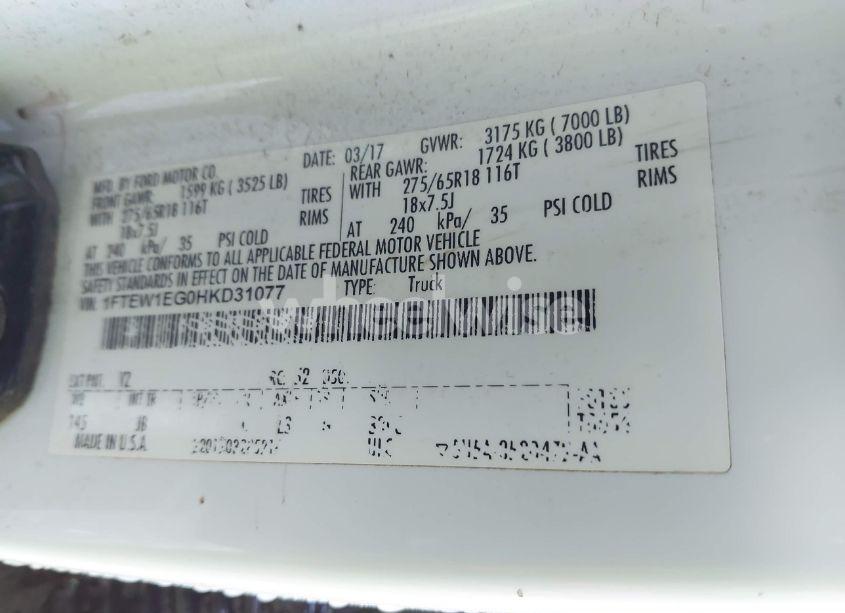 MFD. BY FORD MOTOR CO.
DATE: 03/17 GVWR: 3175 KG ( 7000 LB)
FRONT GAWR: 1599 KG ( 3525 LB)
WITH 275/65R18 116T TIRES
18x7.5J RIMS
AT 240 kPa/ 35 PSI COLD
REAR GAWR: 1724 KG ( 3800 LB)
WITH 275/65R18 116T TIRES
18x7.5J RIMS
AT 240 kPa/ 35 PSI COLD
THIS VEHICLE CONFORMS TO ALL APPLICABLE FEDERAL MOTOR VEHICLE
SAFETY STANDARDS IN EFFECT ON THE DATE OF MANUFACTURE SHOWN ABOVE.
VIN: 1FTEW1EG0HKD31077 TYPE: Truck
wheelwise
EXT PNT: YZ
145
MADE IN U.S.A.